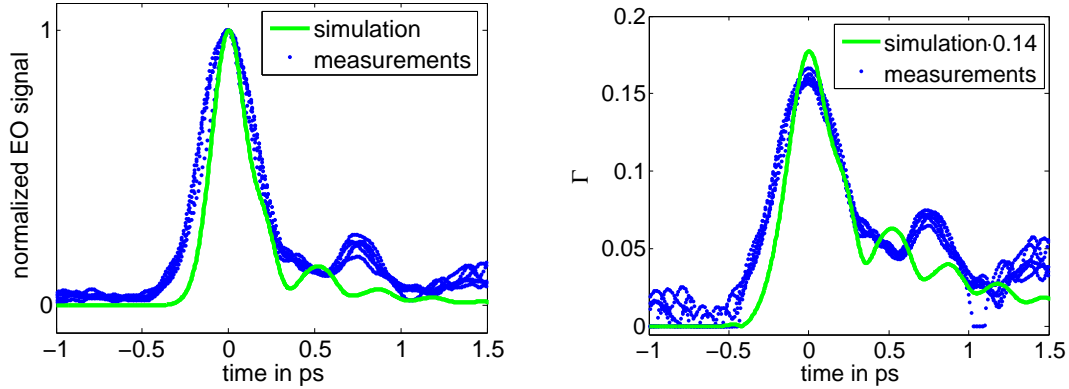 normalized EO signal
1
0
simulation
measurements
−1 −0.5 0 0.5 1 1.5
time in ps
Γ
0.2
0.15
0.1
0.05
0
simulation·0.14
measurements
−1 −0.5 0 0.5 1 1.5
time in ps